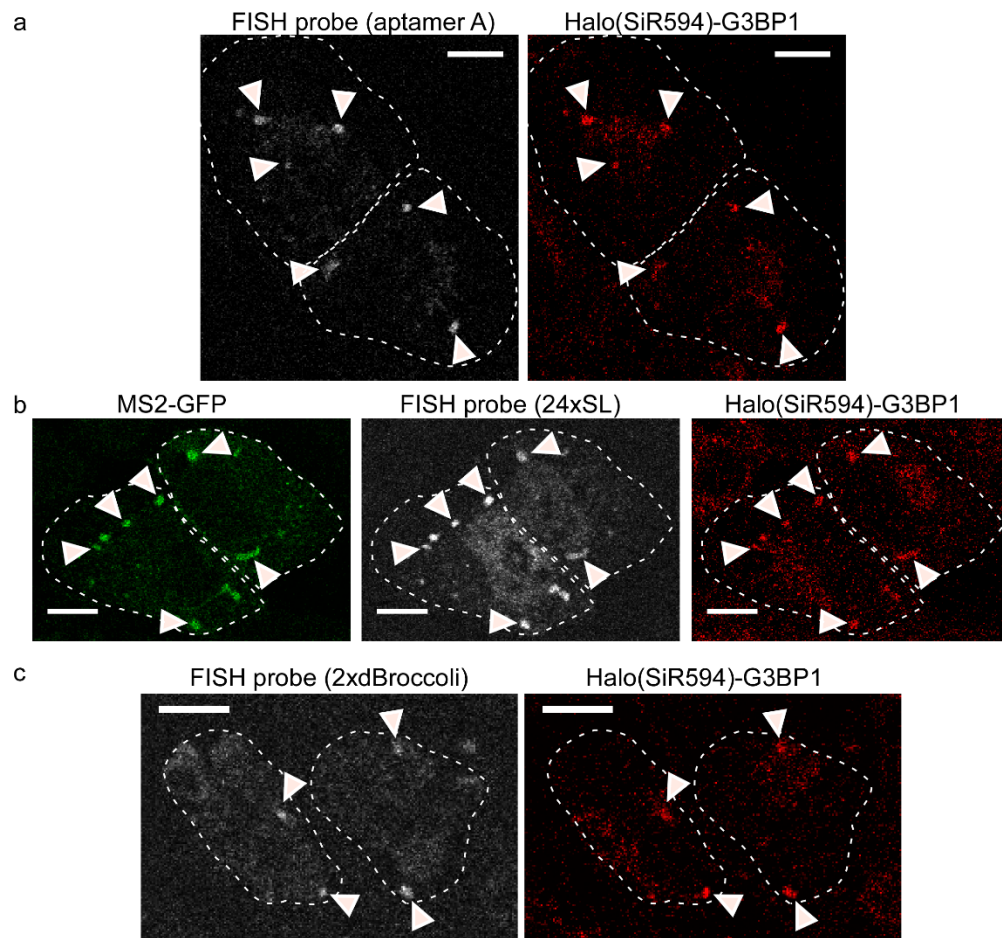 a
FISH probe (aptamer A)
Halo(SiR594)-G3BP1
b
MS2-GFP
FISH probe (24xSL)
Halo(SiR594)-G3BP1
c
FISH probe (2xdBroccoli)
Halo(SiR594)-G3BP1